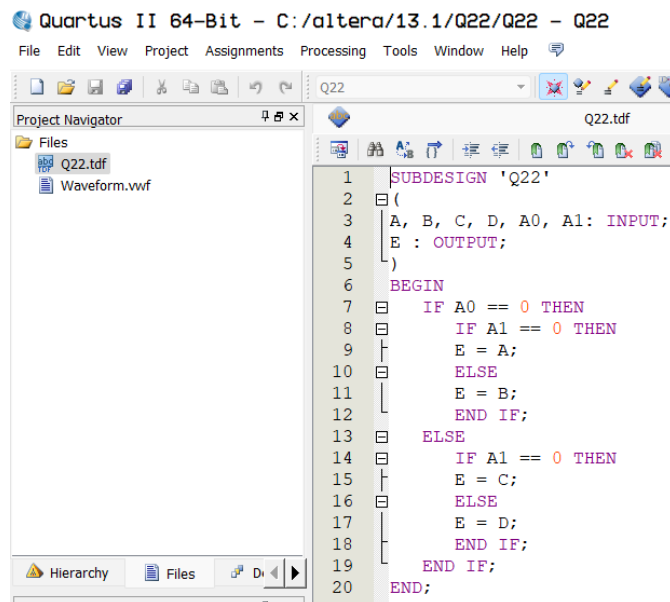 Quartus II 64-Bit - C:/altera/13.1/Q22/Q22 - Q22
File Edit View Project Assignments Processing Tools Window Help
Q22
Project Navigator
Files
Q22.tdf
Waveform.vwf
Hierarchy Files
Q22.tdf
1 SUBDESIGN 'Q22'
2 (
3 A, B, C, D, A0, A1: INPUT;
4 E : OUTPUT;
5 )
6 BEGIN
7 IF A0 == 0 THEN
8 IF A1 == 0 THEN
9 E = A;
10 ELSE
11 E = B;
12 END IF;
13 ELSE
14 IF A1 == 0 THEN
15 E = C;
16 ELSE
17 E = D;
18 END IF;
19 END IF;
20 END;